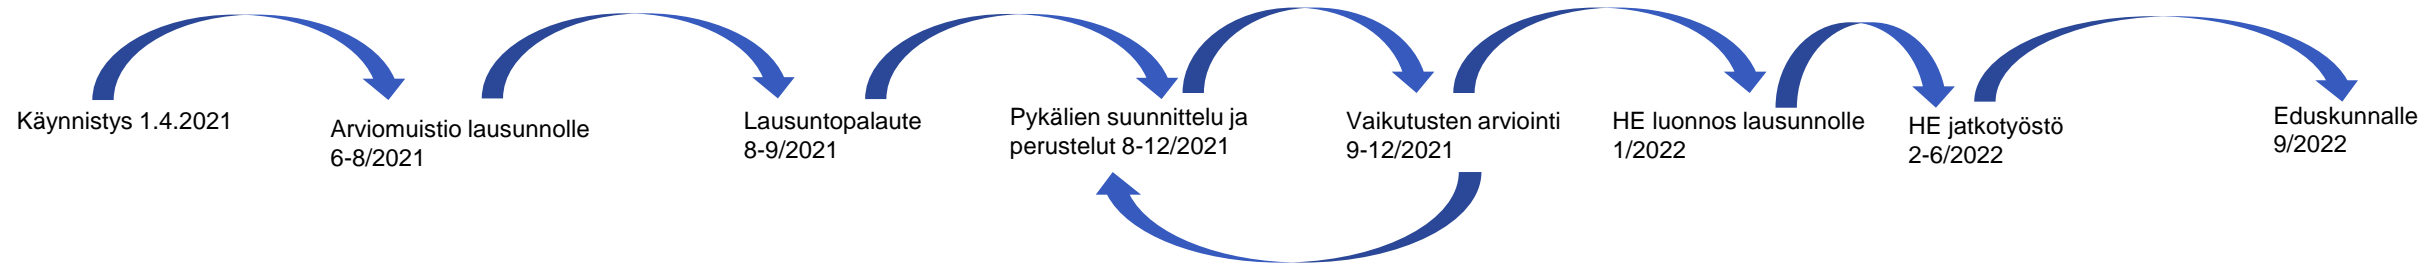 Käynnistys 1.4.2021
Arviomuistio lausunnolle
6-8/2021
Lausuntopalaute
8-9/2021
Pykälien suunnittelu ja
perustelut 8-12/2021
Vaikutusten arviointi
9-12/2021
HE luonnos lausunnolle
1/2022
HE jatkotyöstö
2-6/2022
Eduskunnalle
9/2022